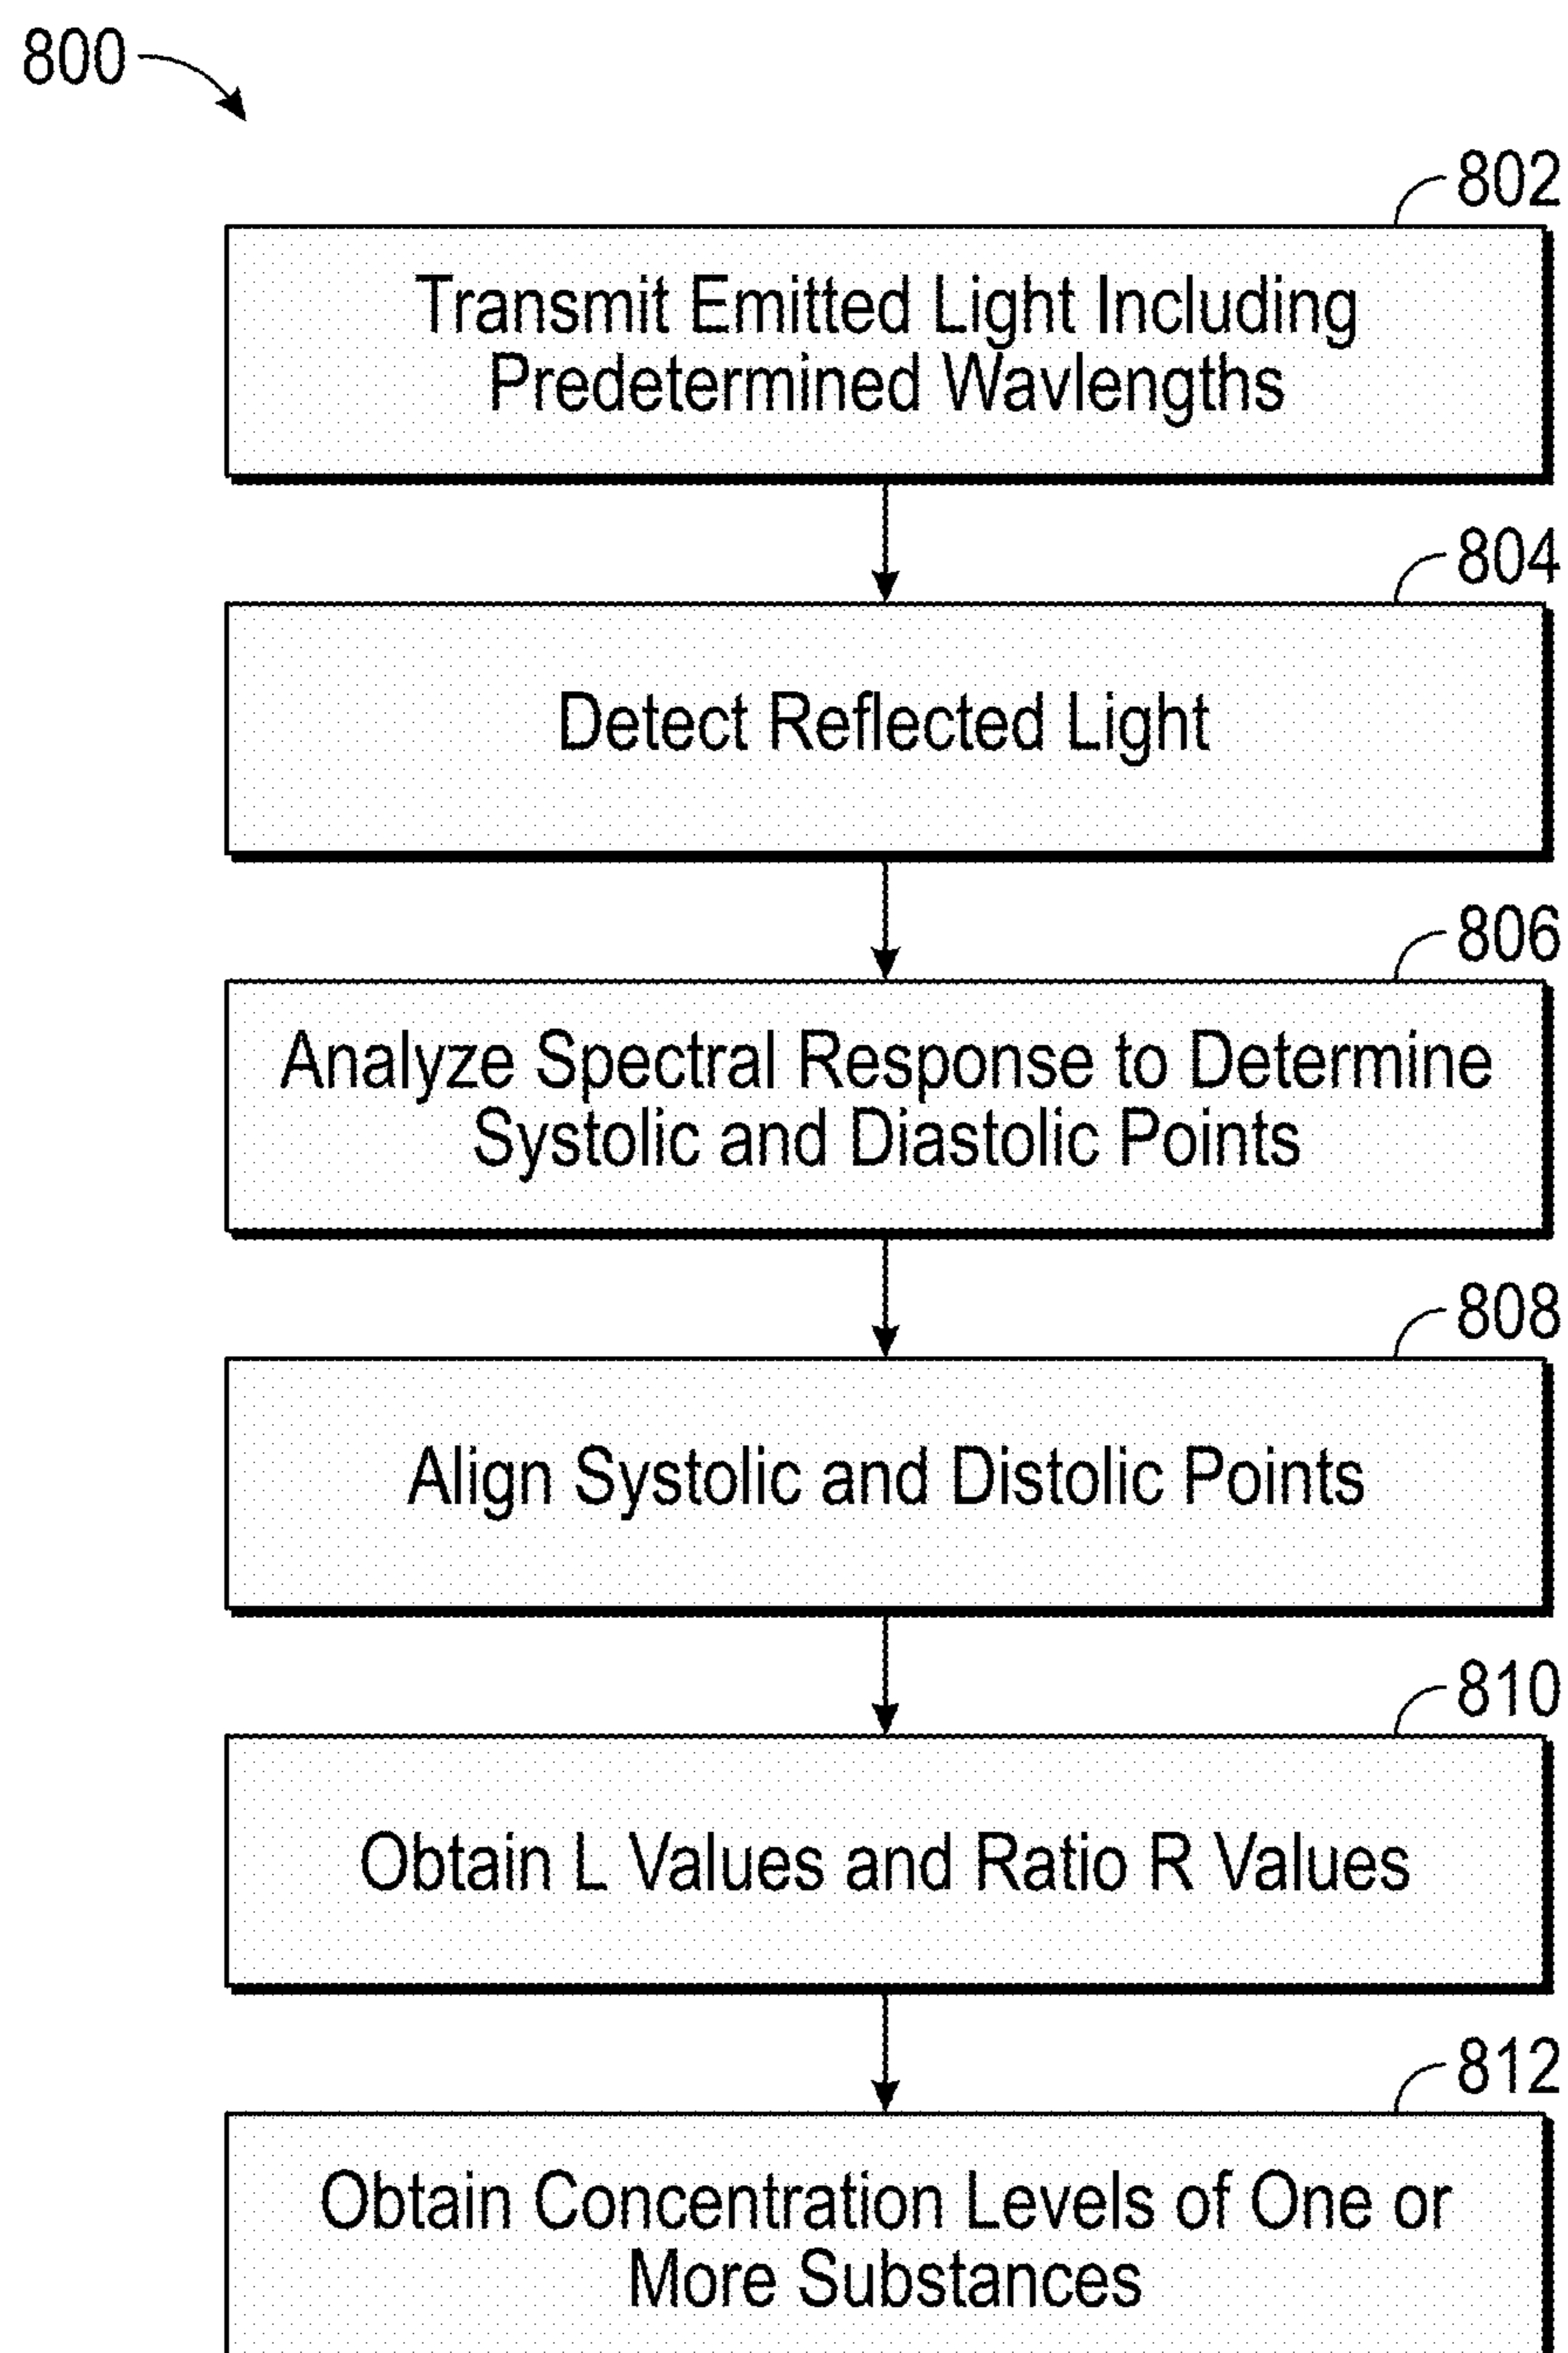 800
802
Transmit Emitted Light Including
Predetermined Wavlengths
804
Detect Reflected Light
806
Analyze Spectral Response to Determine
Systolic and Diastolic Points
808
Align Systolic and Distolic Points
810
Obtain L Values and Ratio R Values
812
Obtain Concentration Levels of One or
More Substances